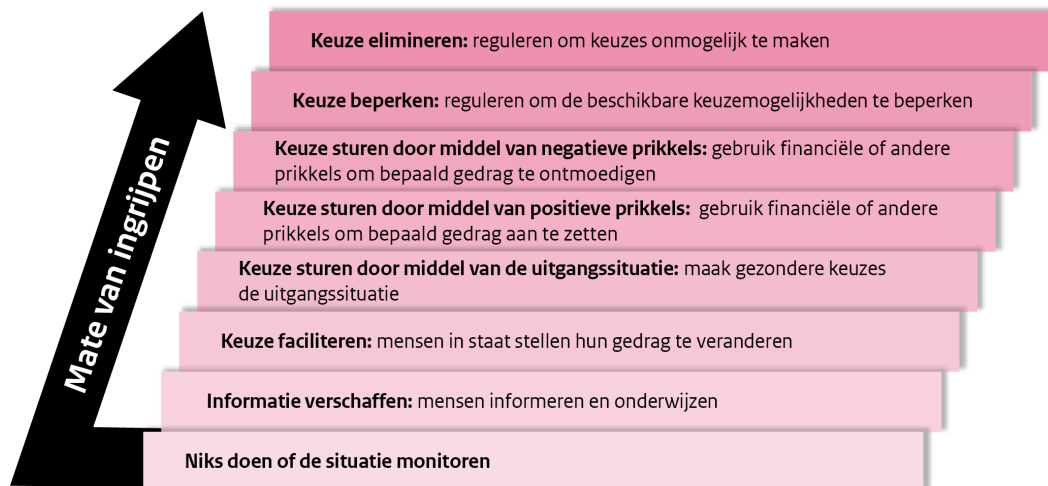 Keuze elimineren: reguleren om keuzes onmogelijk te maken
Keuze beperken: reguleren om de beschikbare keuzemogelijkheden te beperken
Keuze sturen door middel van negatieve prikkels: gebruik financiële of andere
prikkels om bepaald gedrag te ontmoedigen
Keuze sturen door middel van positieve prikkels: gebruik financiële of andere
prikkels om bepaald gedrag aan te zetten
Keuze sturen door middel van de uitgangssituatie: maak gezondere keuzes
de uitgangssituatie
Keuze faciliteren: mensen in staat stellen hun gedrag te veranderen
Informatie verschaffen: mensen informeren en onderwijzen
Niks doen of de situatie monitoren
Mate van ingrijpen